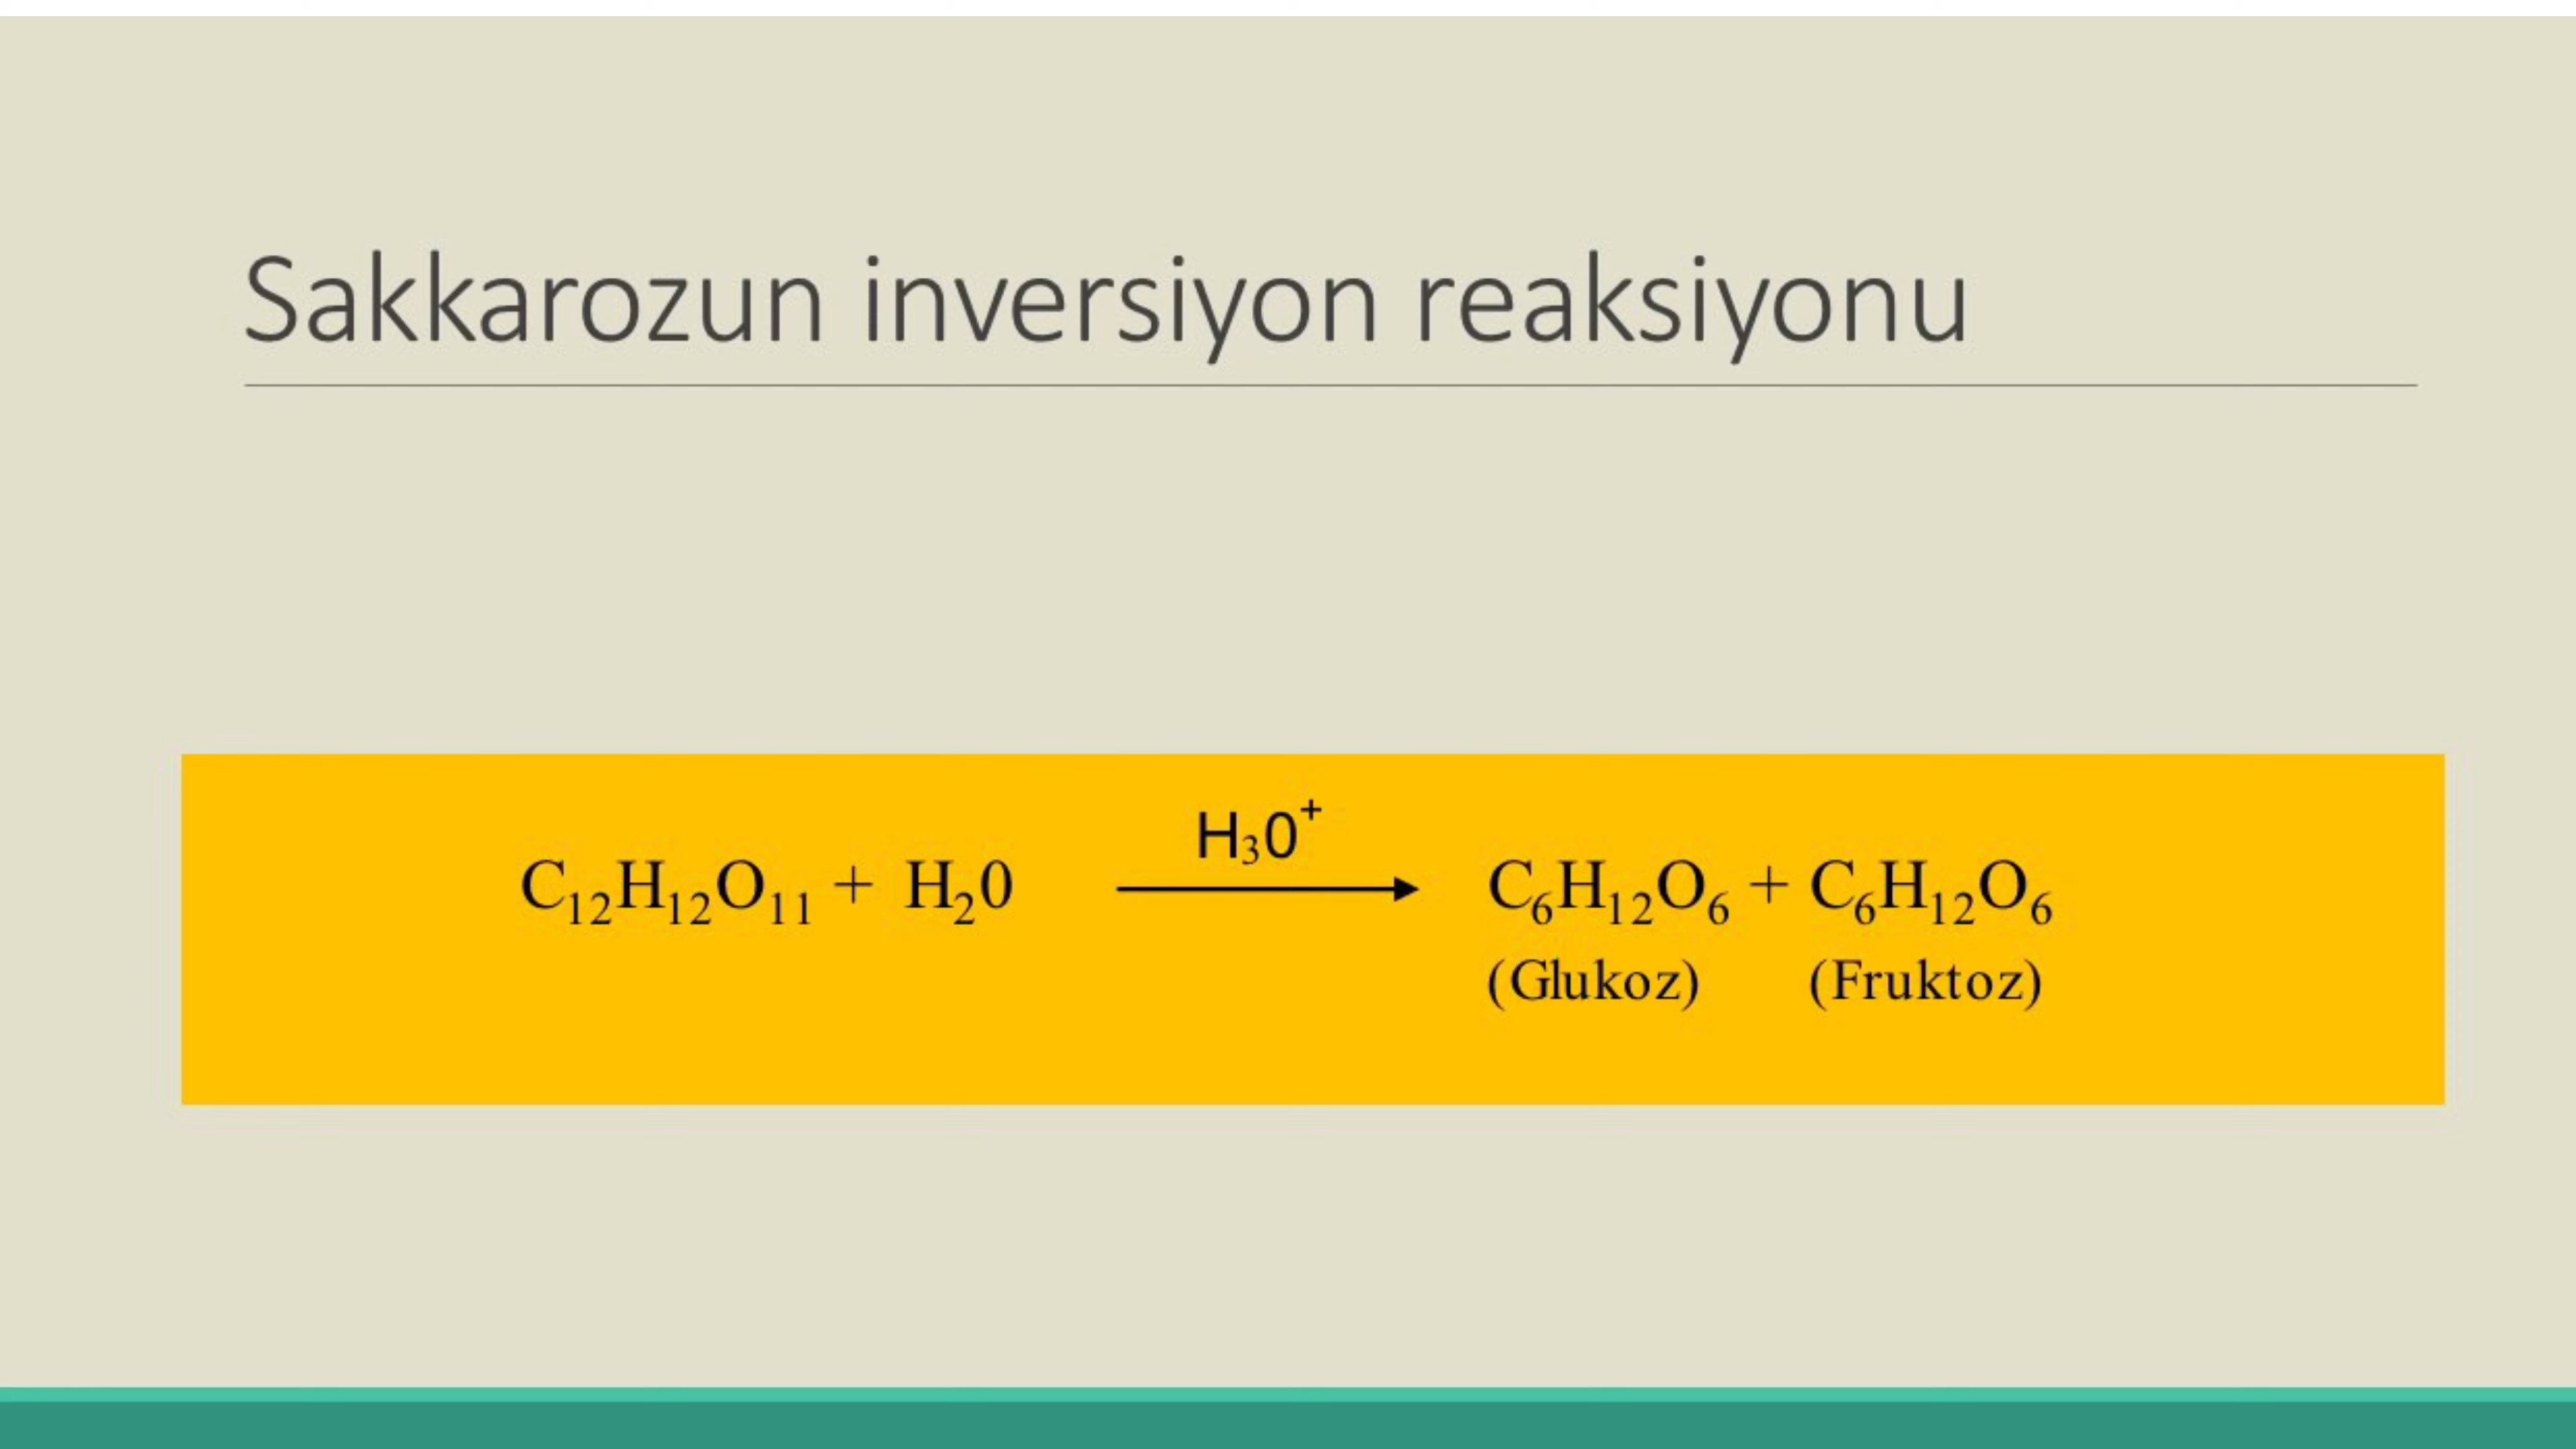 Sakkarozun inversiyon reaksiyonu
H₃0⁺
C₁₂H₁₂O₁₁ + H₂0 → C₆H₁₂O₆ + C₆H₁₂O₆
(Glukoz) (Fruktoz)